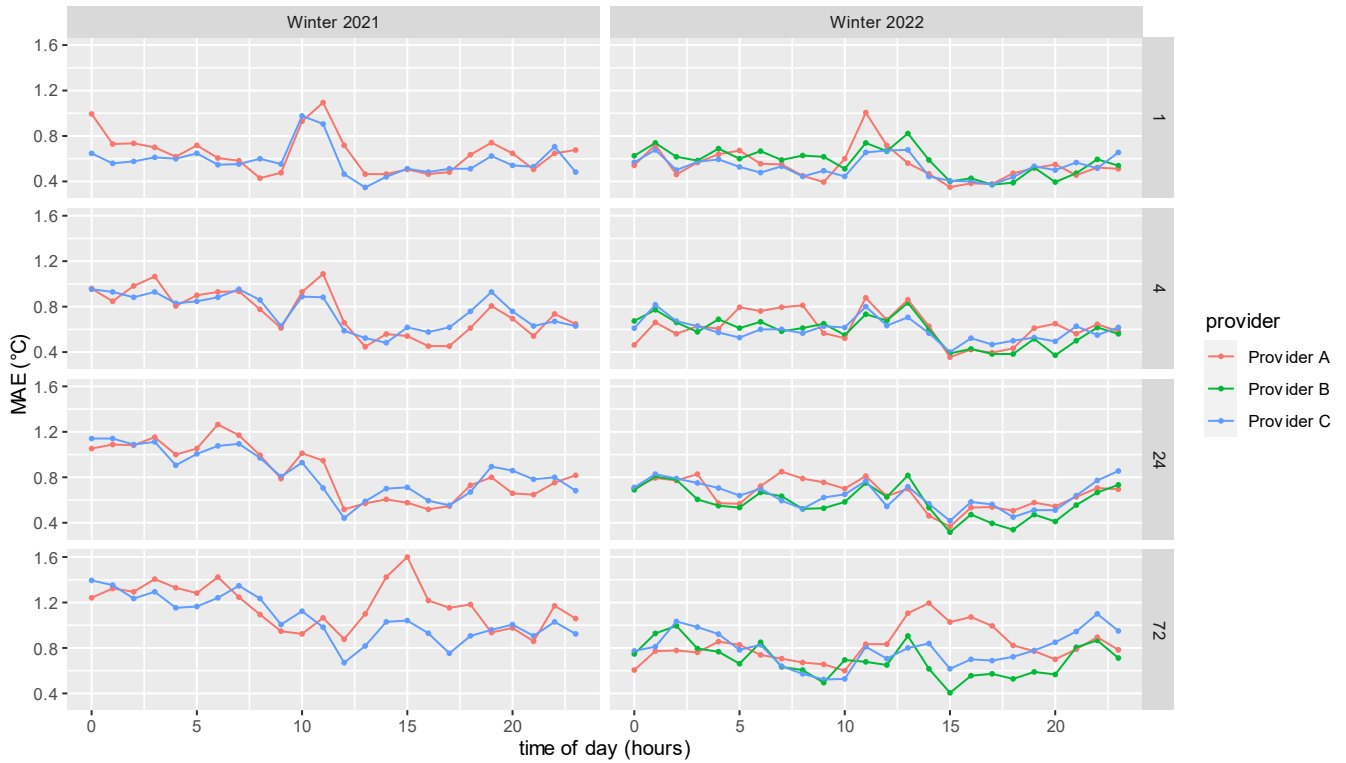 Winter 2021
Winter 2022
1.6
1.2
0.8
0.4
1
1.6
1.2
0.8
0.4
4
1.6
1.2
0.8
0.4
24
1.6
1.2
0.8
0.4
72
MAE (°C)
0 5 10 15 20
0 5 10 15 20
time of day (hours)
provider
Provider A
Provider B
Provider C